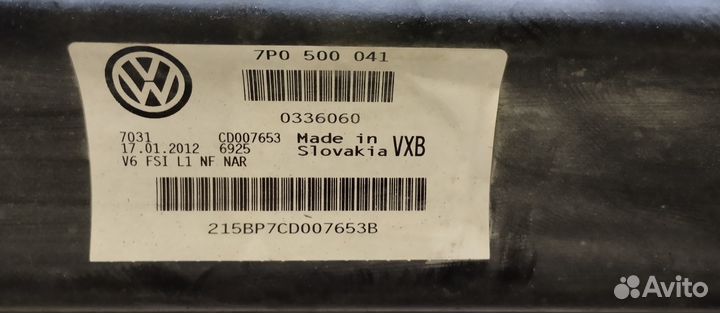 7P0 500 041
0336060
7031 CD007653 Made in
17.01.2012 6925 Slovakia VXB
V6 FSI L1 NF NAR
215BP7CD007653B
Avito